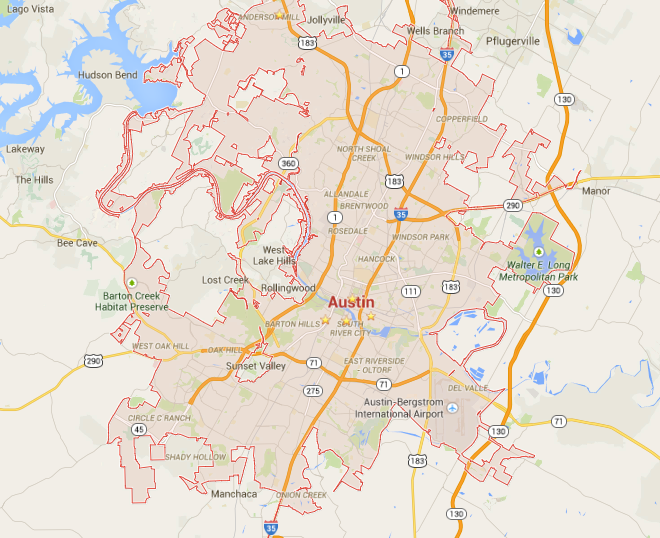 Lago Vista
ANDERSON MILL
Jollyville
Windemere
183
Wells Branch
Pflugerville
35
1
Hudson Bend
130
COPPERFIELD
Lakeway
NORTH SHOAL
CREEK
WINDSOR HILLS
360
The Hills
183
Manor
ALLANDALE
BRENTWOOD
290
1
35
ROSEDALE
WINDSOR PARK
Bee Cave
West
Lake Hills
HANCOCK
Walter E. Long
Metropolitan Park
Lost Creek
Rollingwood
183
111
130
Barton Creek
Habitat Preserve
Austin
BARTON HILLS
SOUTH
RIVER CITY
WEST OAK HILL
OAK HILL
290
Sunset Valley
71
EAST RIVERSIDE
- OLTORF
71
275
DEL VALLE
Austin-Bergstrom
International Airport
CIRCLE C RANCH
71
45
130
SHADY HOLLOW
183
Manchaca
ONION CREEK
130
35